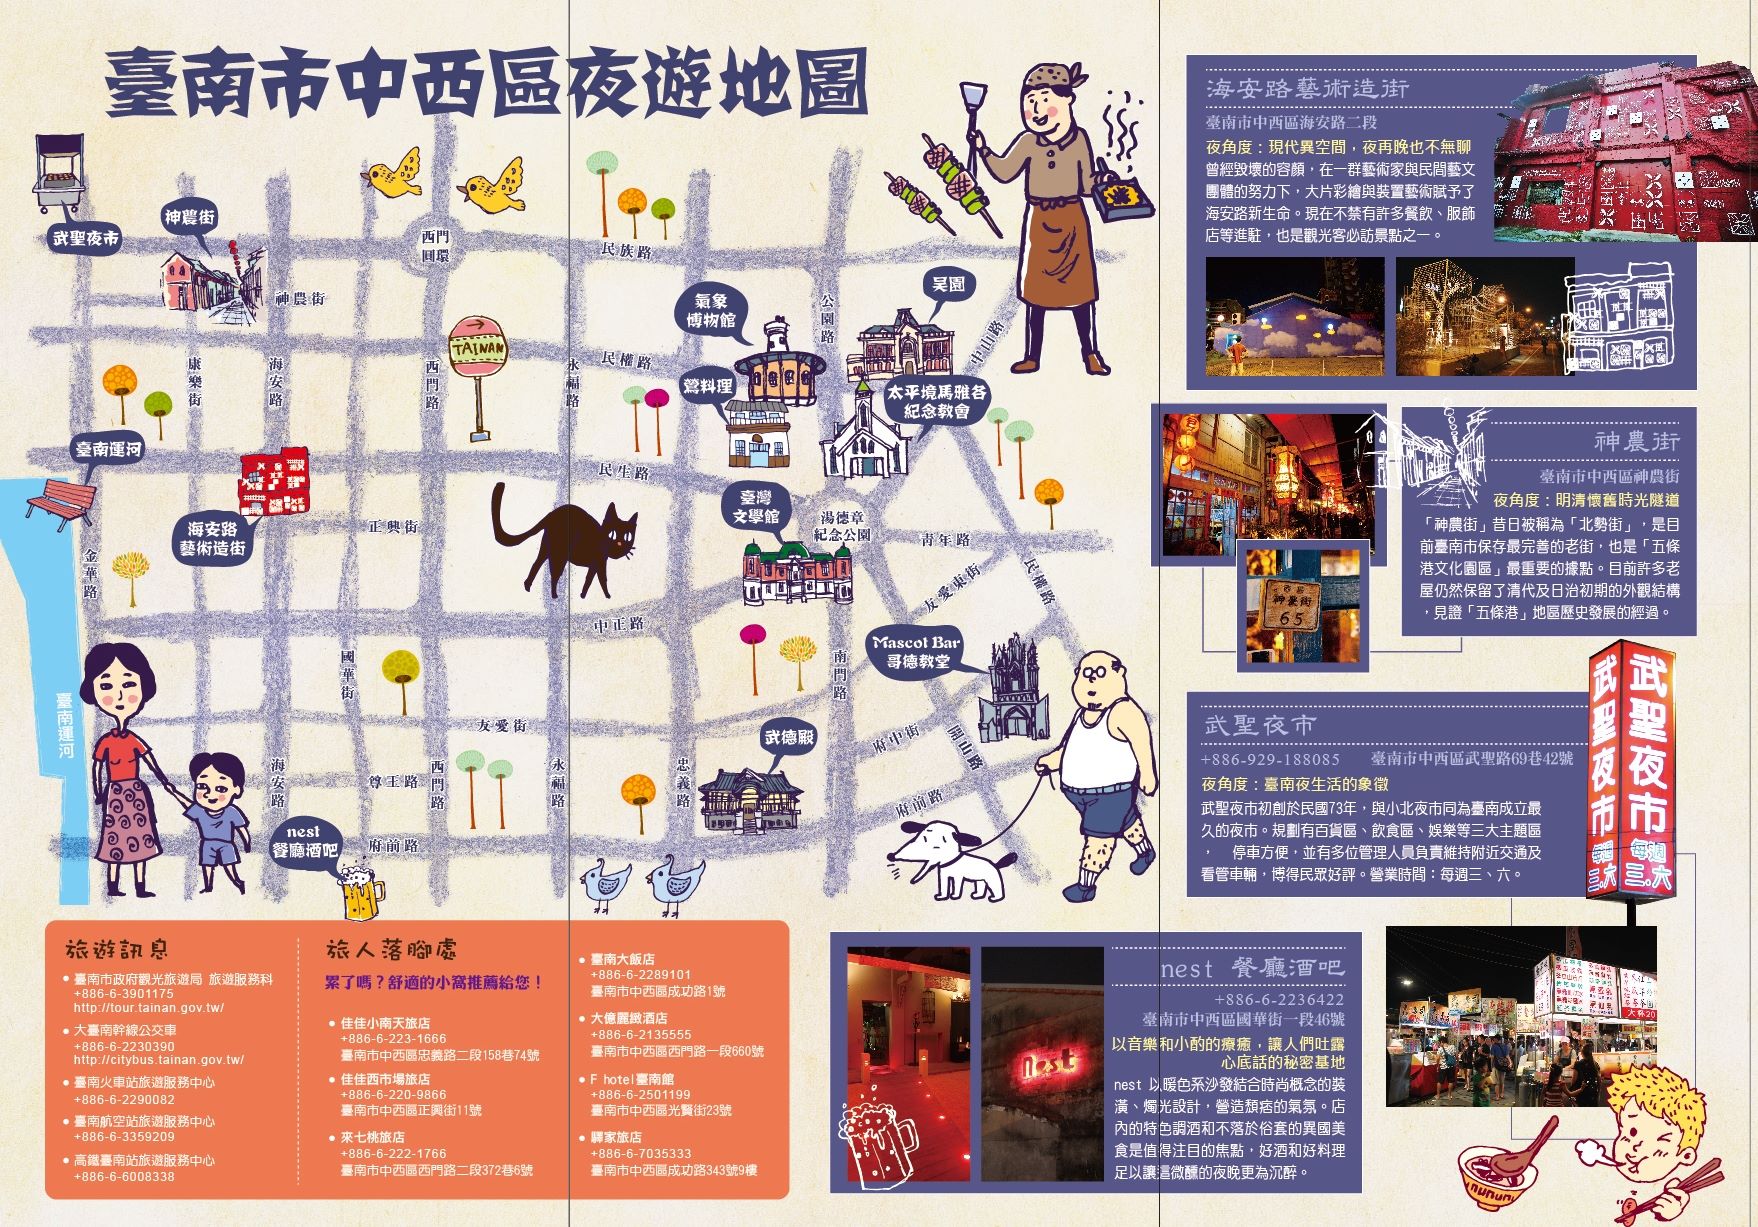 臺南市中西區夜遊地圖
武聖夜市
神農街
神農街
西門
圓環
民族路
氣象
博物館
吳園
公園路
中山路
TAINAN
康樂街
海安路
西門路
永福路
民權路
鶯料理
太平境馬雅各
紀念教會
臺南運河
海安路
藝術造街
民生路
正興街
臺灣
文學館
湯德章
紀念公園
青年路
金華路
友愛東街
民權路
中正路
Mascot Bar
哥德教堂
國華街
南門路
臺南運河
友愛街
武德殿
府中街
開山路
海安路
尊王路
西門路
永福路
忠義路
府前路
nest
餐廳酒吧
府前路
旅遊訊息
● 臺南市政府觀光旅遊局 旅遊服務科
+886-6-3901175
http://tour.tainan.gov.tw/
● 大臺南幹線公交車
+886-6-2230390
http://citybus.tainan.gov.tw/
● 臺南火車站旅遊服務中心
+886-6-2290082
● 臺南航空站旅遊服務中心
+886-6-3359209
● 高鐵臺南站旅遊服務中心
+886-6-6008338
旅人落腳處
累了嗎？舒適的小窩推薦給您！
● 佳佳小南天旅店
+886-6-223-1666
臺南市中西區忠義路二段158巷74號
● 佳佳西市場旅店
+886-6-220-9866
臺南市中西區正興街11號
● 來七桃旅店
+886-6-222-1766
臺南市中西區西門路二段372巷6號
● 臺南大飯店
+886-6-2289101
臺南市中西區成功路1號
● 大億麗緻酒店
+886-6-2135555
臺南市中西區西門路一段660號
● F hotel臺南館
+886-6-2501199
臺南市中西區光賢街23號
● 驛家旅店
+886-6-7035333
臺南市中西區成功路343號9樓
海安路藝術造街
臺南市中西區海安路二段
夜角度：現代異空間，夜再晚也不無聊
曾經毀壞的容顏，在一群藝術家與民間藝文
團體的努力下，大片彩繪與裝置藝術賦予了
海安路新生命。現在不禁有許多餐飲、服飾
店等進駐，也是觀光客必訪景點之一。
神農街
臺南市中西區神農街
夜角度：明清懷舊時光隧道
「神農街」昔日被稱為「北勢街」，是目
前臺南市保存最完善的老街，也是「五條
港文化園區」最重要的據點。目前許多老
屋仍然保留了清代及日治初期的外觀結構
，見證「五條港」地區歷史發展的經過。
西區
神農街
65
武聖夜市
+886-929-188085 臺南市中西區武聖路69巷42號
夜角度：臺南夜生活的象徵
武聖夜市初創於民國73年，與小北夜市同為臺南成立最
久的夜市。規劃有百貨區、飲食區、娛樂等三大主題區
， 停車方便，並有多位管理人員負責維持附近交通及
看管車輛，博得民眾好評。營業時間：每週三、六。
武聖夜市 每週三.六
武聖夜市 每週三.六
nest 餐廳酒吧
+886-6-2236422
臺南市中西區國華街一段46號
以音樂和小酌的療癒，讓人們吐露
心底話的秘密基地
nest 以暖色系沙發結合時尚概念的裝
潢、燭光設計，營造頹痞的氣氛。店
內的特色調酒和不落於俗套的異國美
食是值得注目的焦點，好酒和好料理
足以讓這微醺的夜晚更為沉醉。
nest